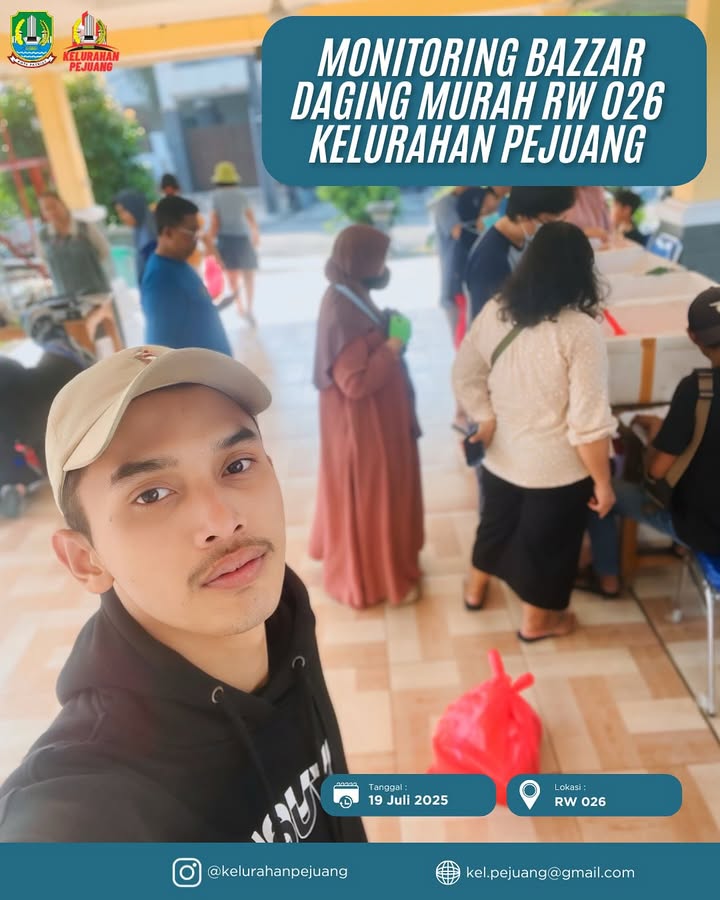 KELURAHAN
PEJUANG
MONITORING BAZZAR
DAGING MURAH RW 026
KELURAHAN PEJUANG
Tanggal :
19 Juli 2025
Lokasi :
RW 026
@kelurahanpejuang
kel.pejuang@gmail.com